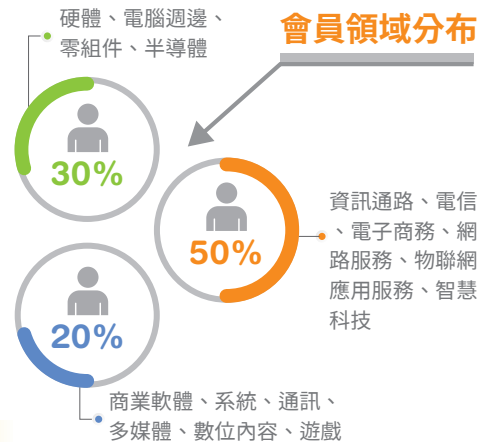 會員領域分布
硬體、電腦週邊、
零組件、半導體
30%
50%
資訊通路、電信
、電子商務、網
路服務、物聯網
應用服務、智慧
科技
20%
商業軟體、系統、通訊、
多媒體、數位內容、遊戲